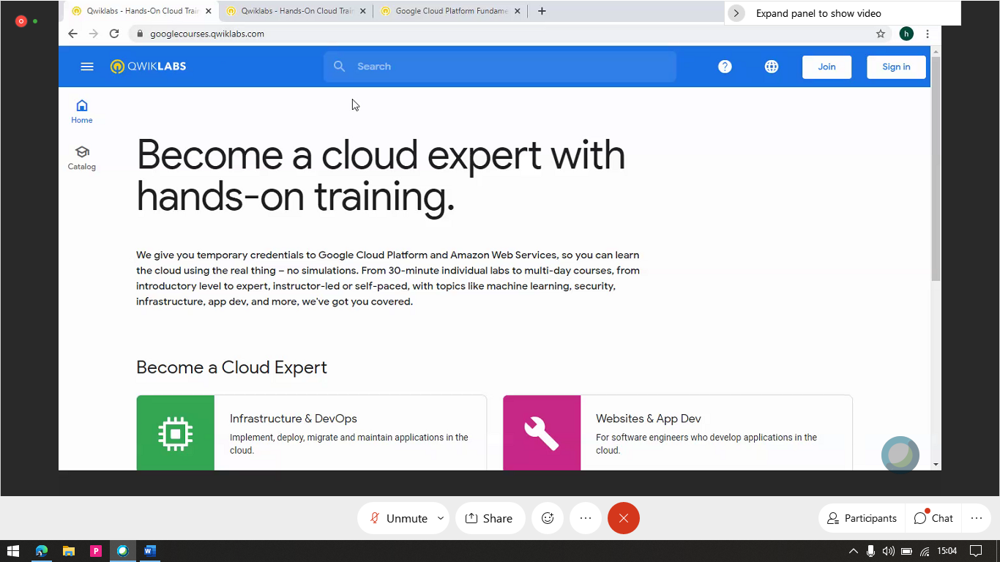 Qwiklabs - Hands-On Cloud Train
Qwiklabs - Hands-On Cloud Train
Google Cloud Platform Fundame
Expand panel to show video
googlecourses.qwiklabs.com
h
QWIKLABS
Search
Join
Sign in
Home
Catalog
Become a cloud expert with
hands-on training.
We give you temporary credentials to Google Cloud Platform and Amazon Web Services, so you can learn
the cloud using the real thing – no simulations. From 30-minute individual labs to multi-day courses, from
introductory level to expert, instructor-led or self-paced, with topics like machine learning, security,
infrastructure, app dev, and more, we've got you covered.
Become a Cloud Expert
Infrastructure & DevOps
Implement, deploy, migrate and maintain applications in the
cloud.
Websites & App Dev
For software engineers who develop applications in the
cloud.
Unmute
Share
Participants
Chat
P
W
15:04